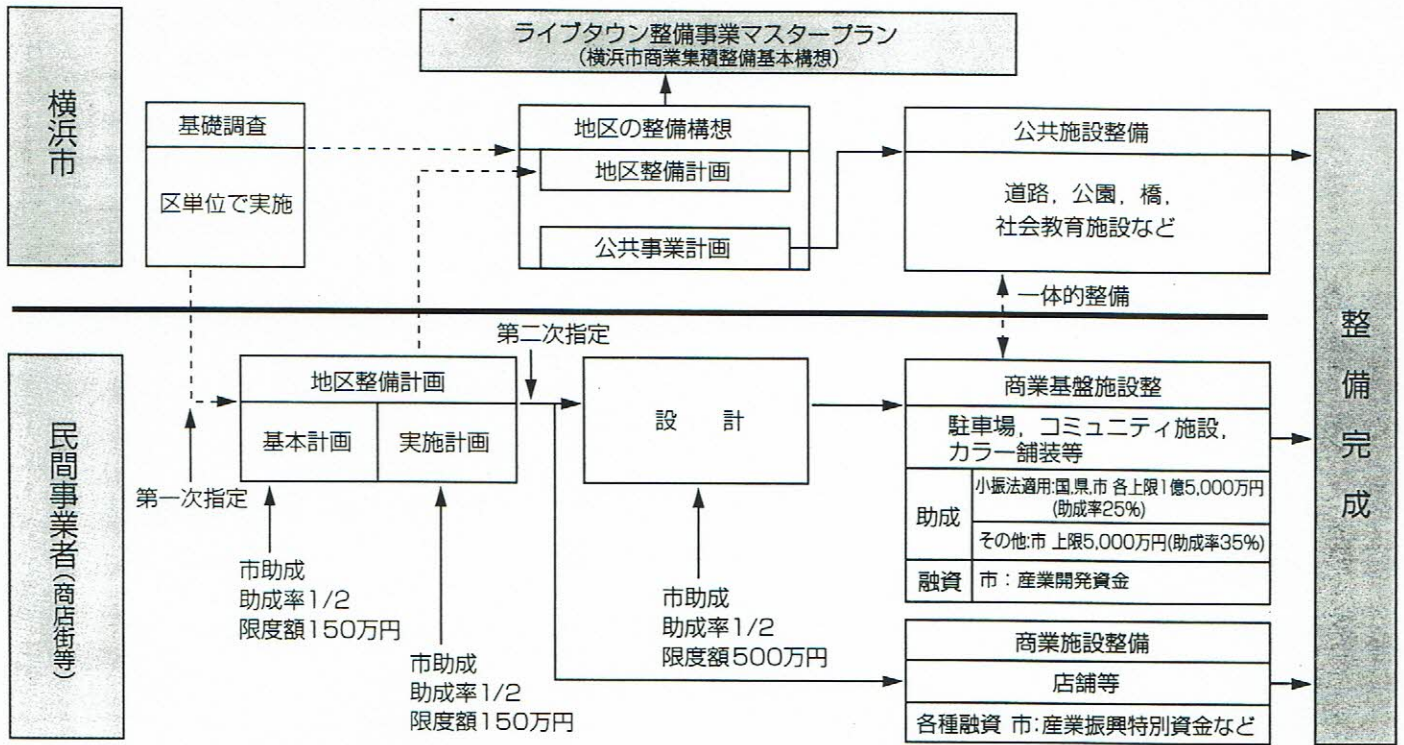 ライブタウン整備事業マスタープラン
(横浜市商業集積整備基本構想)
横浜市
基礎調査
区単位で実施
地区の整備構想
地区整備計画
公共事業計画
公共施設整備
道路，公園，橋，
社会教育施設など
一体的整備
整備完成
民間事業者(商店街等)
第一次指定
地区整備計画
基本計画
実施計画
第二次指定
設計
市助成
助成率1/2
限度額150万円
市助成
助成率1/2
限度額150万円
市助成
助成率1/2
限度額500万円
商業基盤施設整
駐車場，コミュニティ施設，
カラー舗装等
助成
小振法適用:国,県,市 各上限1億5,000万円
(助成率25%)
その他:市 上限5,000万円(助成率35%)
融資
市：産業開発資金
商業施設整備
店舗等
各種融資 市:産業振興特別資金など